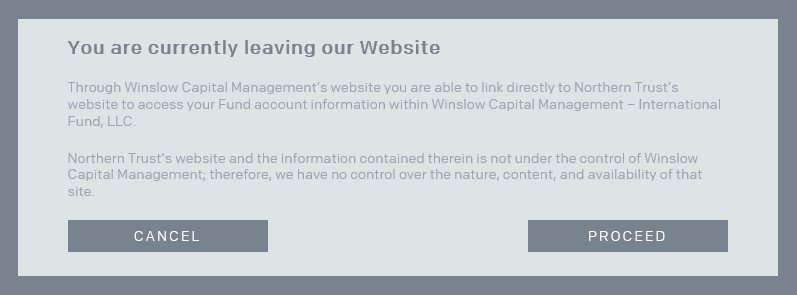 You are currently leaving our Website
Through Winslow Capital Management's website you are able to link directly to Northern Trust's
website to access your Fund account information within Winslow Capital Management – International
Fund, LLC.
Northern Trust's website and the information contained therein is not under the control of Winslow
Capital Management; therefore, we have no control over the nature, content, and availability of that
site.
CANCEL
PROCEED